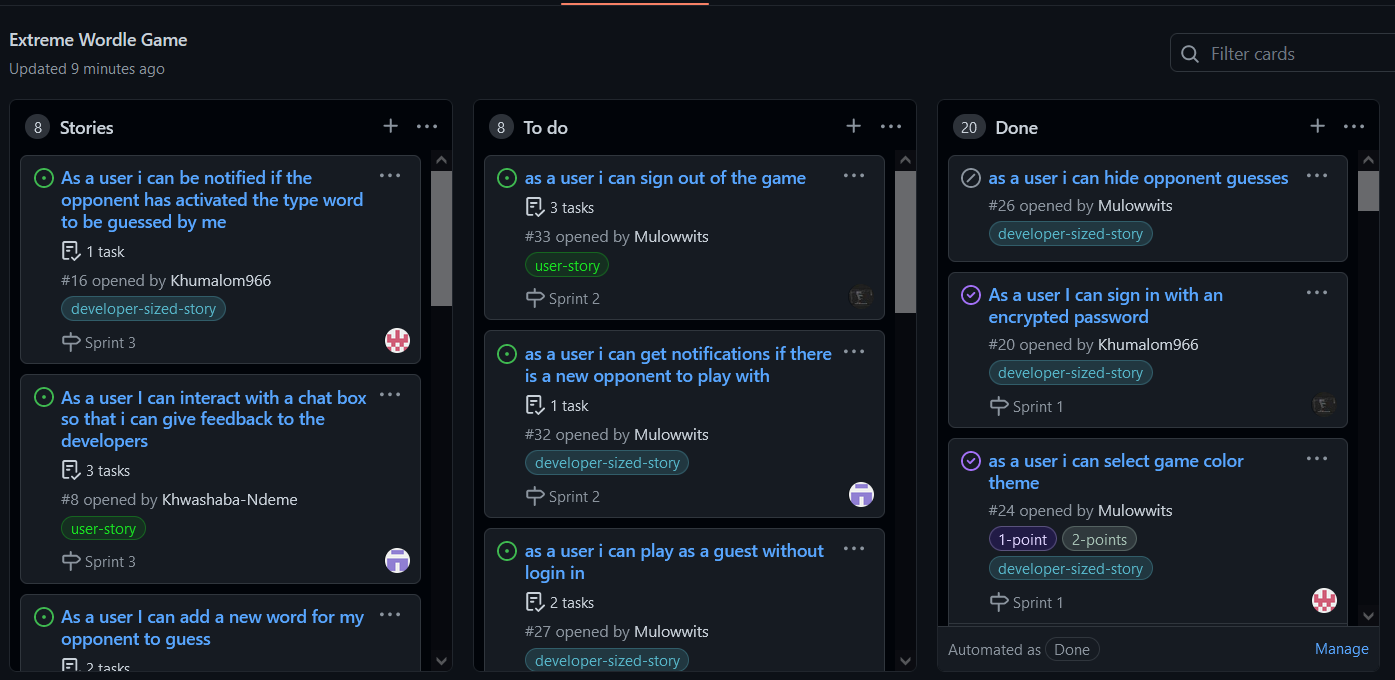 Extreme Wordle Game
Updated 9 minutes ago
Filter cards
8 Stories
As a user i can be notified if the
opponent has activated the type word
to be guessed by me
1 task
#16 opened by Khumalom966
developer-sized-story
Sprint 3
As a user I can interact with a chat box
so that i can give feedback to the
developers
3 tasks
#8 opened by Khwashaba-Ndeme
user-story
Sprint 3
As a user I can add a new word for my
opponent to guess
2 tasks
8 To do
as a user i can sign out of the game
3 tasks
#33 opened by Mulowwits
user-story
Sprint 2
as a user i can get notifications if there
is a new opponent to play with
1 task
#32 opened by Mulowwits
developer-sized-story
Sprint 2
as a user i can play as a guest without
login in
2 tasks
#27 opened by Mulowwits
developer-sized-story
20 Done
as a user i can hide opponent guesses
#26 opened by Mulowwits
developer-sized-story
As a user I can sign in with an
encrypted password
#20 opened by Khumalom966
developer-sized-story
Sprint 1
as a user i can select game color
theme
#24 opened by Mulowwits
1-point 2-points
developer-sized-story
Sprint 1
Automated as Done Manage